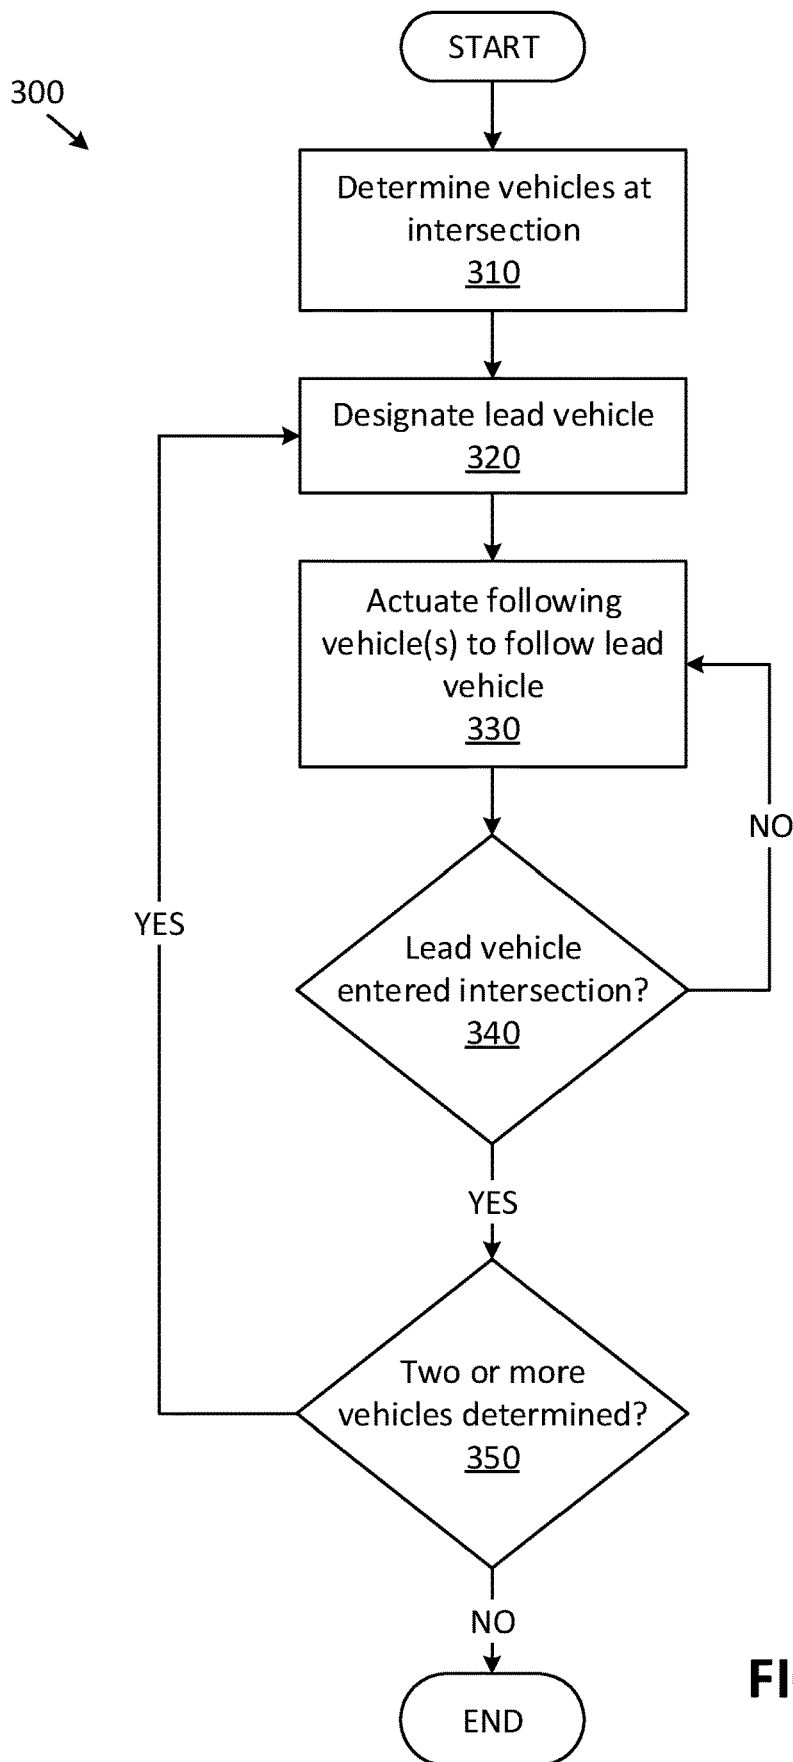 START
300
Determine vehicles at
intersection
310
Designate lead vehicle
320
Actuate following
vehicle(s) to follow lead
vehicle
330
NO
YES
Lead vehicle
entered intersection?
340
YES
Two or more
vehicles determined?
350
NO
FI
END